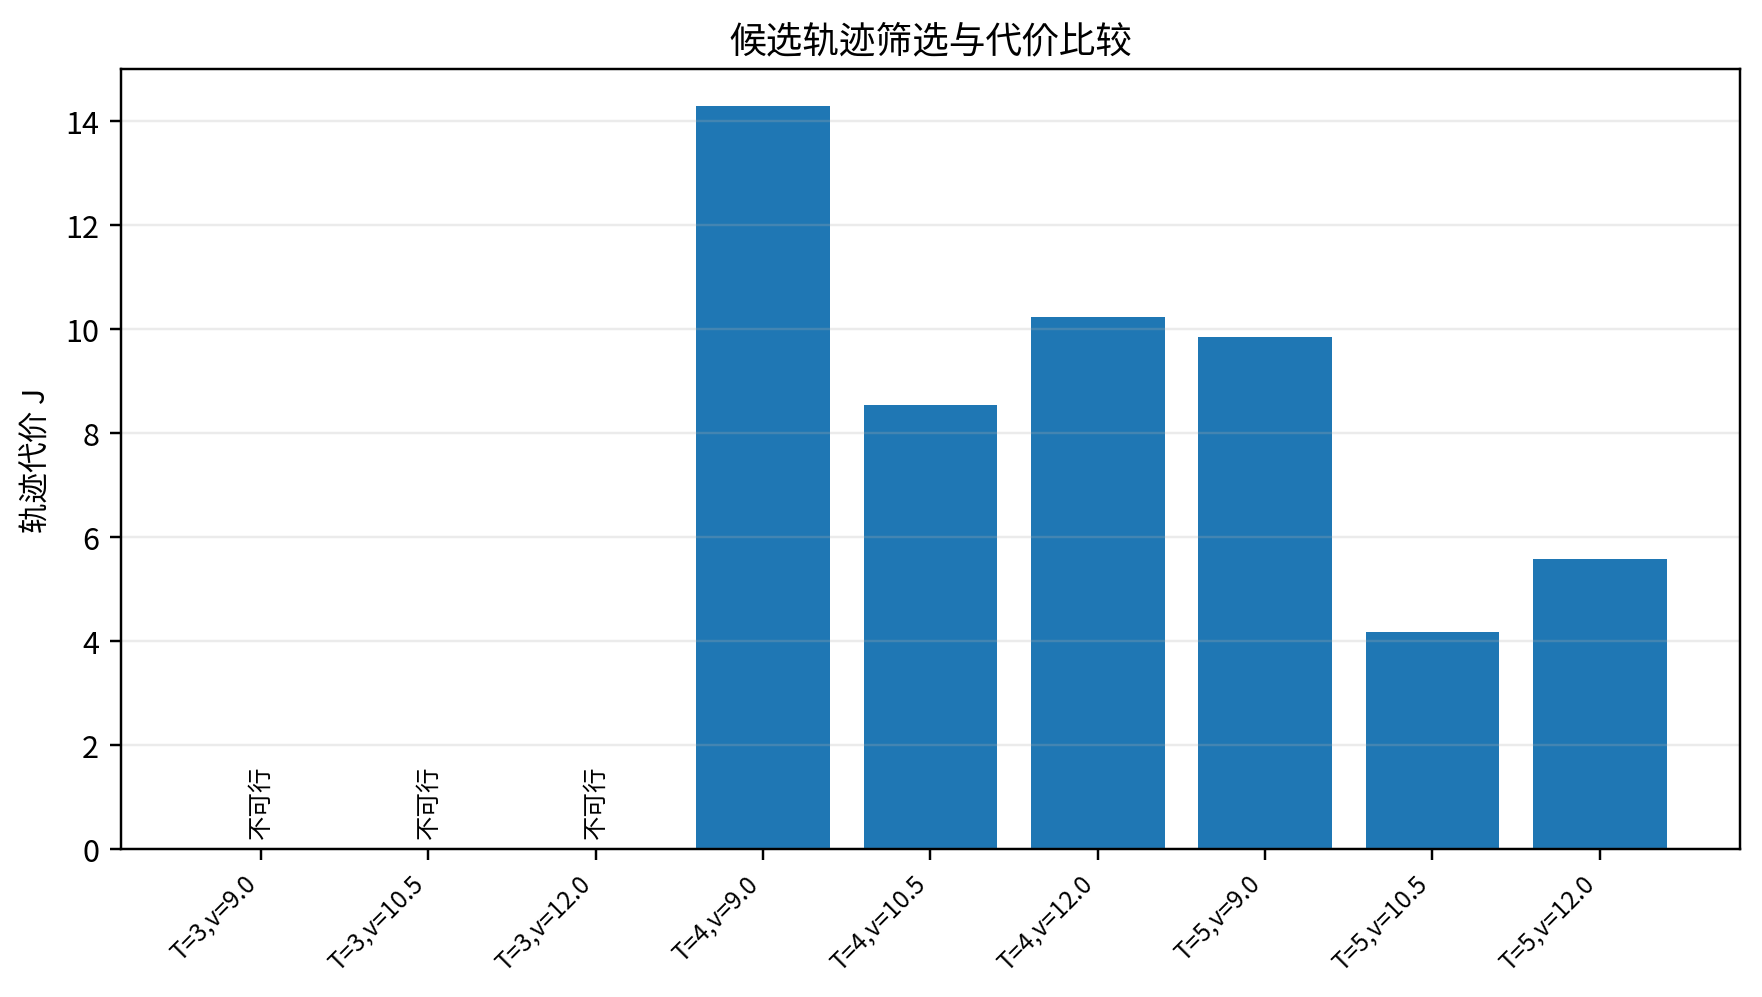 候选轨迹筛选与代价比较
轨迹代价 J
14
12
10
8
6
4
2
0
不可行
不可行
不可行
T=3,v=9.0
T=3,v=10.5
T=3,v=12.0
T=4,v=9.0
T=4,v=10.5
T=4,v=12.0
T=5,v=9.0
T=5,v=10.5
T=5,v=12.0